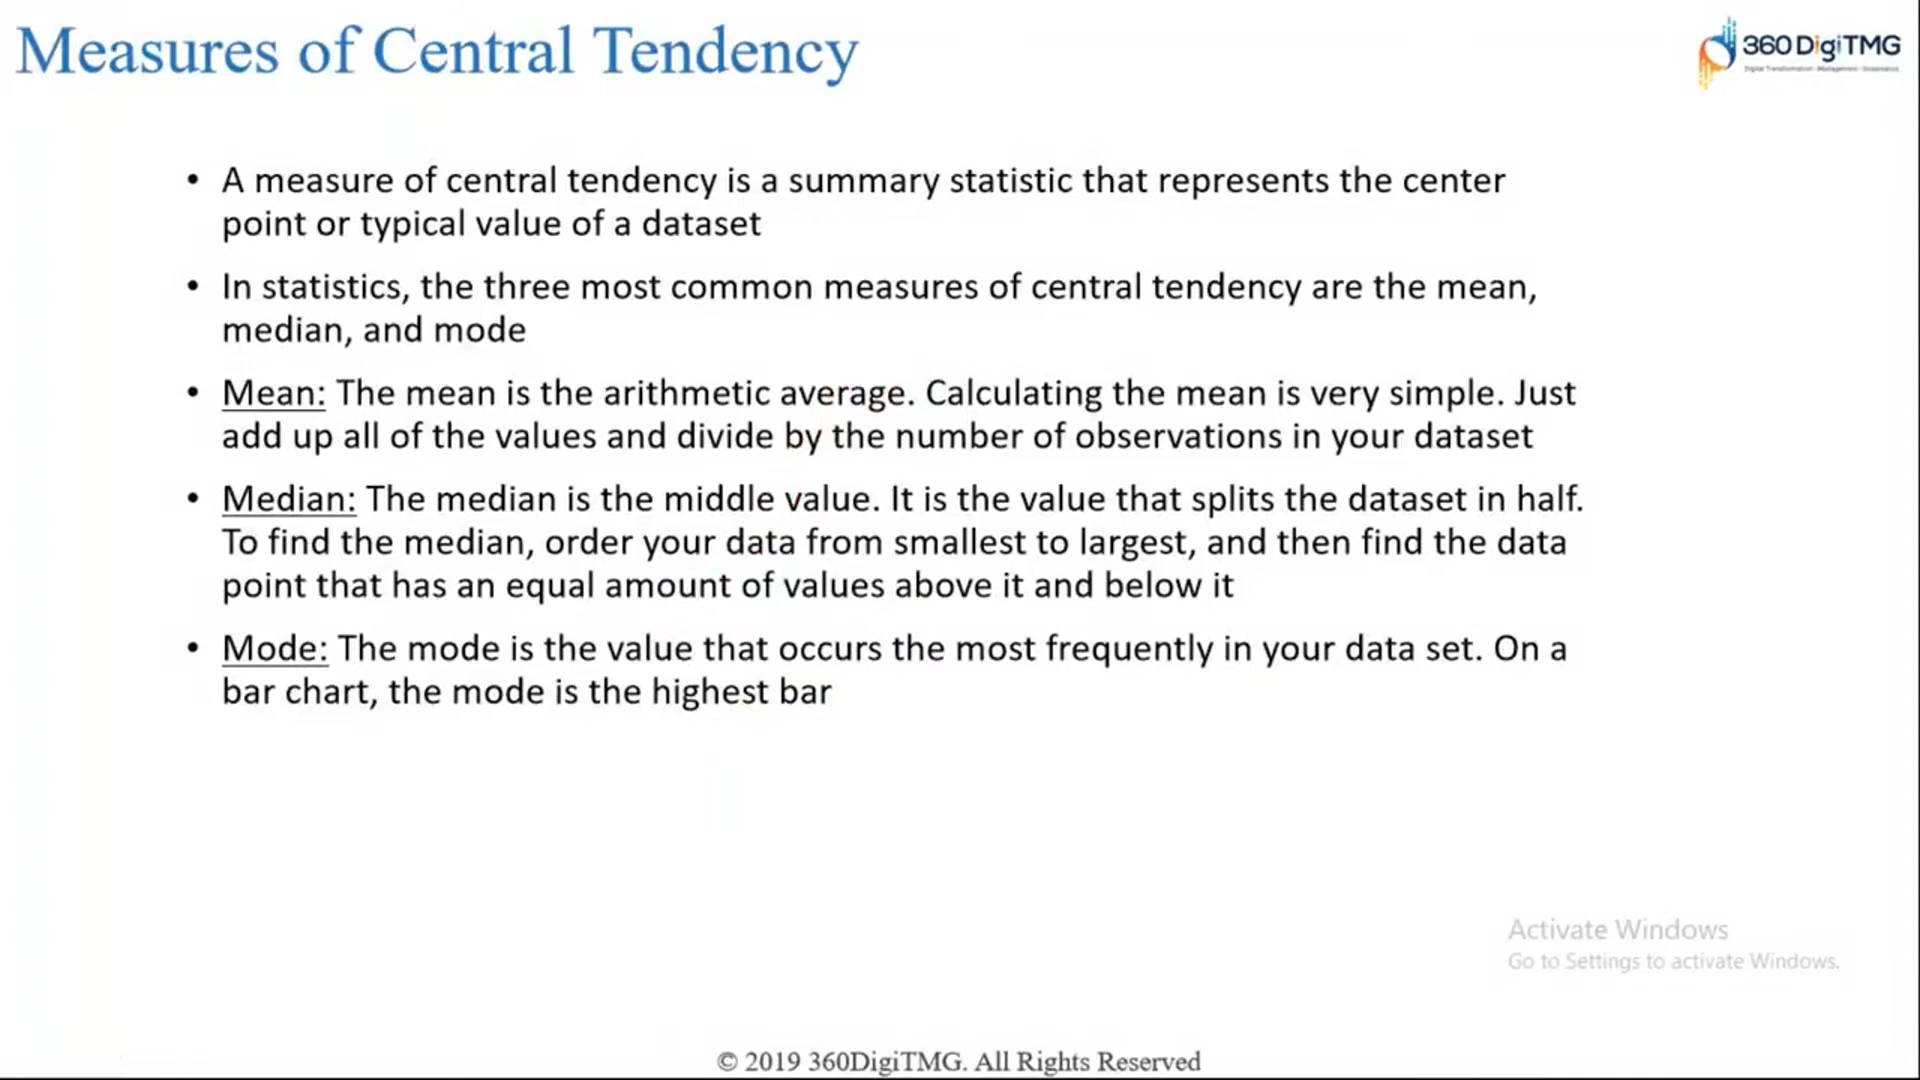 Measures of Central Tendency
360DigiTMG
• A measure of central tendency is a summary statistic that represents the center
point or typical value of a dataset
• In statistics, the three most common measures of central tendency are the mean,
median, and mode
• Mean: The mean is the arithmetic average. Calculating the mean is very simple. Just
add up all of the values and divide by the number of observations in your dataset
• Median: The median is the middle value. It is the value that splits the dataset in half.
To find the median, order your data from smallest to largest, and then find the data
point that has an equal amount of values above it and below it
• Mode: The mode is the value that occurs the most frequently in your data set. On a
bar chart, the mode is the highest bar
Activate Windows
Go to Settings to activate Windows.
© 2019 360DigiTMG. All Rights Reserved